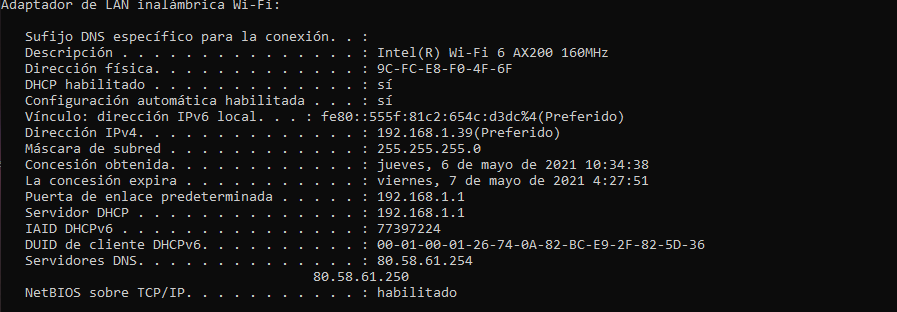 Adaptador de LAN inalámbrica Wi-Fi:
Sufijo DNS específico para la conexión. . :
Descripción . . . . . . . . . . . . . . . : Intel(R) Wi-Fi 6 AX200 160MHz
Dirección física. . . . . . . . . . . . . : 9C-FC-E8-F0-4F-6F
DHCP habilitado . . . . . . . . . . . . . : sí
Configuración automática habilitada . . . : sí
Vínculo: dirección IPv6 local. . . : fe80::555f:81c2:654c:d3dc%4(Preferido)
Dirección IPv4. . . . . . . . . . . . . . : 192.168.1.39(Preferido)
Máscara de subred . . . . . . . . . . . . : 255.255.255.0
Concesión obtenida. . . . . . . . . . . . : jueves, 6 de mayo de 2021 10:34:38
La concesión expira . . . . . . . . . . . : viernes, 7 de mayo de 2021 4:27:51
Puerta de enlace predeterminada . . . . . : 192.168.1.1
Servidor DHCP . . . . . . . . . . . . . . : 192.168.1.1
IAID DHCPv6 . . . . . . . . . . . . . . . : 77397224
DUID de cliente DHCPv6. . . . . . . . . . : 00-01-00-01-26-74-0A-82-BC-E9-2F-82-5D-36
Servidores DNS. . . . . . . . . . . . . . : 80.58.61.254
80.58.61.250
NetBIOS sobre TCP/IP. . . . . . . . . . . : habilitado